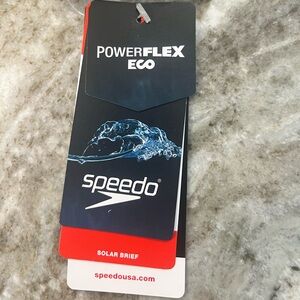 POWERFLEX
ECO
speedo®
SOLAR BRIEF
speedousa.com